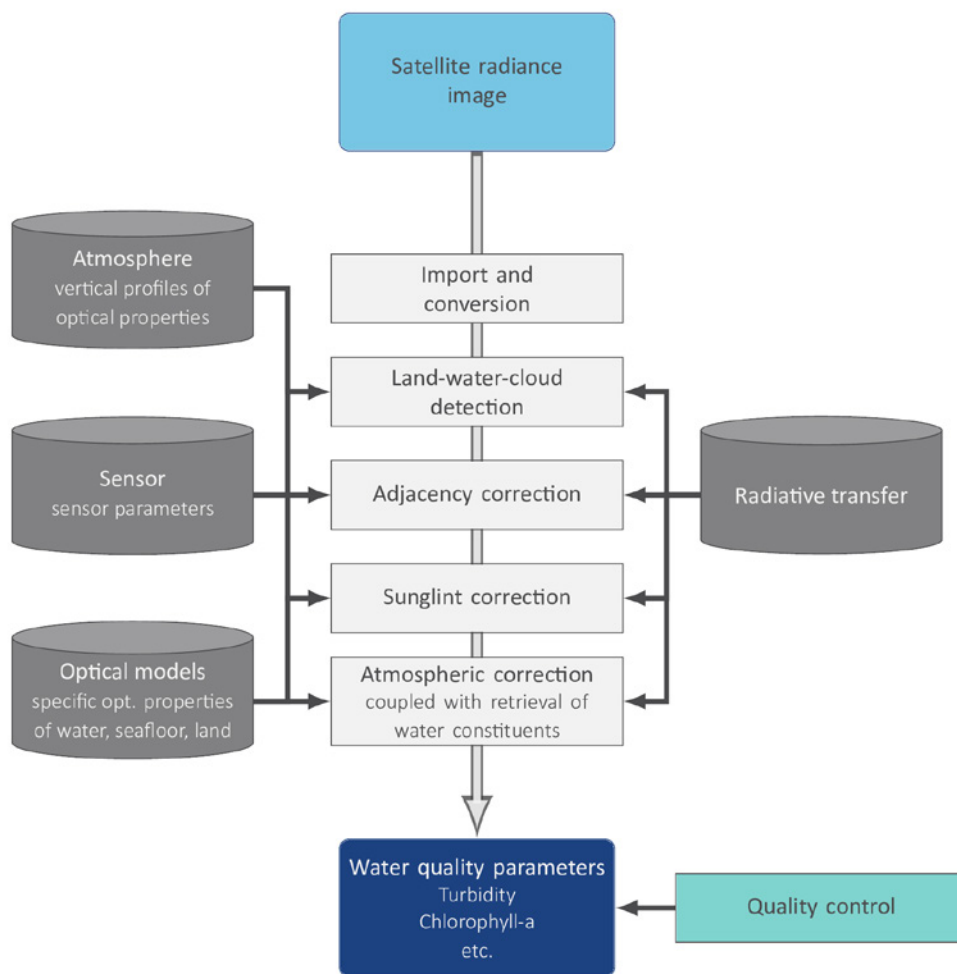 Satellite radiance
image
Atmosphere
vertical profiles of
optical properties
Import and
conversion
Land-water-cloud
detection
Sensor
sensor parameters
Adjacency correction
Radiative transfer
Sunglint correction
Optical models
specific opt. properties
of water, seafloor, land
Atmospheric correction
coupled with retrieval of
water constituents
Water quality parameters
Turbidity
Chlorophyll-a
etc.
Quality control